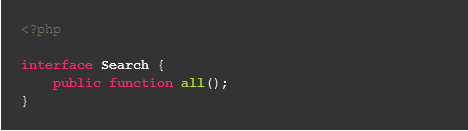 <?php
interface Search {
    public function all();
}